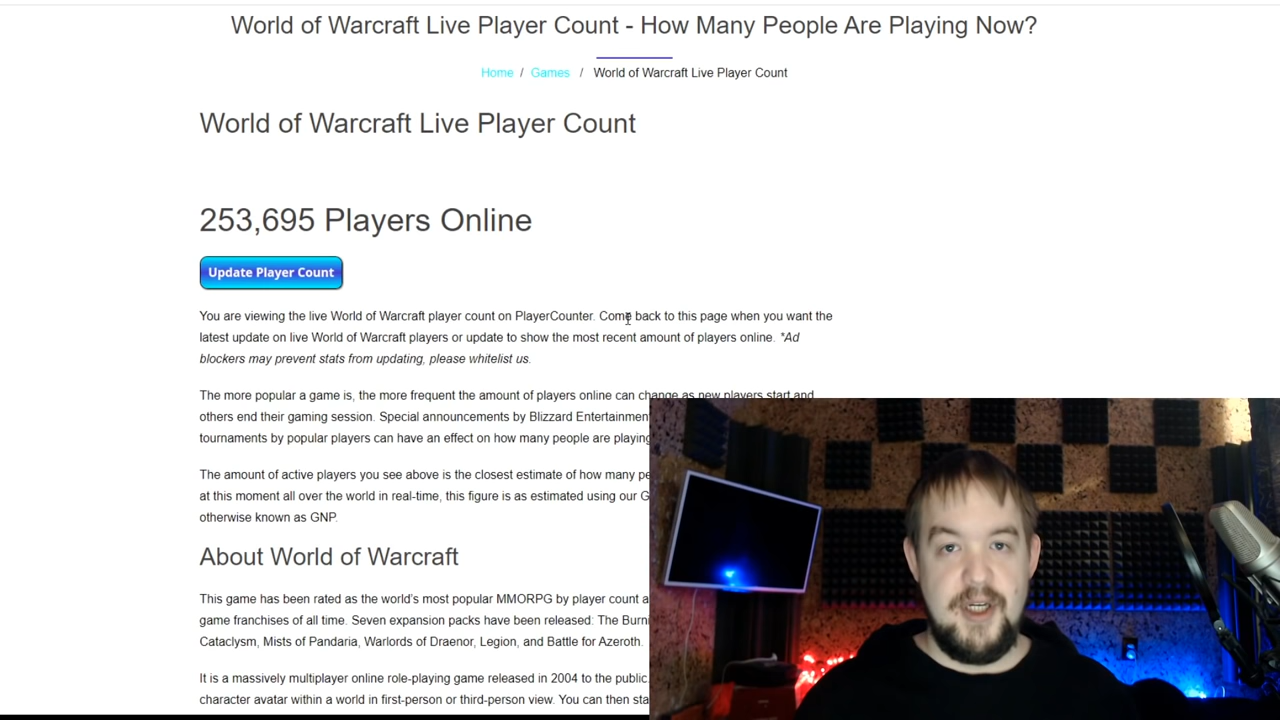 World of Warcraft Live Player Count - How Many People Are Playing Now?
Home / Games / World of Warcraft Live Player Count
World of Warcraft Live Player Count
253,695 Players Online
Update Player Count
You are viewing the live World of Warcraft player count on PlayerCounter. Come back to this page when you want the
latest update on live World of Warcraft players or update to show the most recent amount of players online. *Ad
blockers may prevent stats from updating, please whitelist us.
The more popular a game is, the more frequent the amount of players online can change as new players start and
others end their gaming session. Special announcements by Blizzard Entertainment
tournaments by popular players can have an effect on how many people are playing
The amount of active players you see above is the closest estimate of how many
at this moment all over the world in real-time, this figure is as estimated using our
otherwise known as GNP.
About World of Warcraft
This game has been rated as the world's most popular MMORPG by player count
game franchises of all time. Seven expansion packs have been released: The
Cataclysm, Mists of Pandaria, Warlords of Draenor, Legion, and Battle for Azeroth.
It is a massively multiplayer online role-playing game released in 2004 to the public.
character avatar within a world in first-person or third-person view. You can then